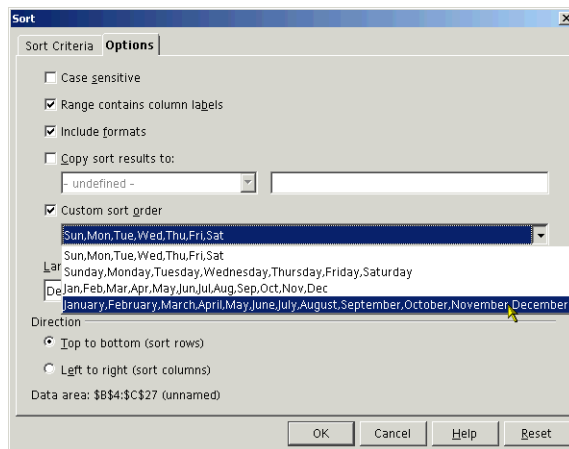 Sort
Sort Criteria Options
Case sensitive
Range contains column labels
Include formats
Copy sort results to:
- undefined -
Custom sort order
Sun,Mon,Tue,Wed,Thu,Fri,Sat
Sun,Mon,Tue,Wed,Thu,Fri,Sat
Sunday,Monday,Tuesday,Wednesday,Thursday,Friday,Saturday
Jan,Feb,Mar,Apr,May,Jun,Jul,Aug,Sep,Oct,Nov,Dec
January,February,March,April,May,June,July,August,September,October,November,December
Direction
Top to bottom (sort rows)
Left to right (sort columns)
Data area: $B$4:$C$27 (unnamed)
OK Cancel Help Reset